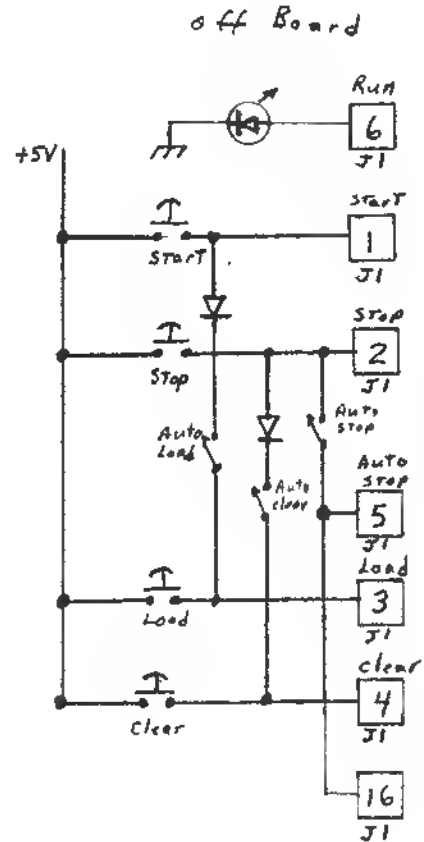 off Board
Run
6
J1
+5V
StarT
1
J1
StarT
Stop
2
J1
Stop
Auto
Load
Auto
stop
Auto
clear
Auto
stop
5
J1
Load
3
J1
Load
clear
4
J1
Clear
16
J1